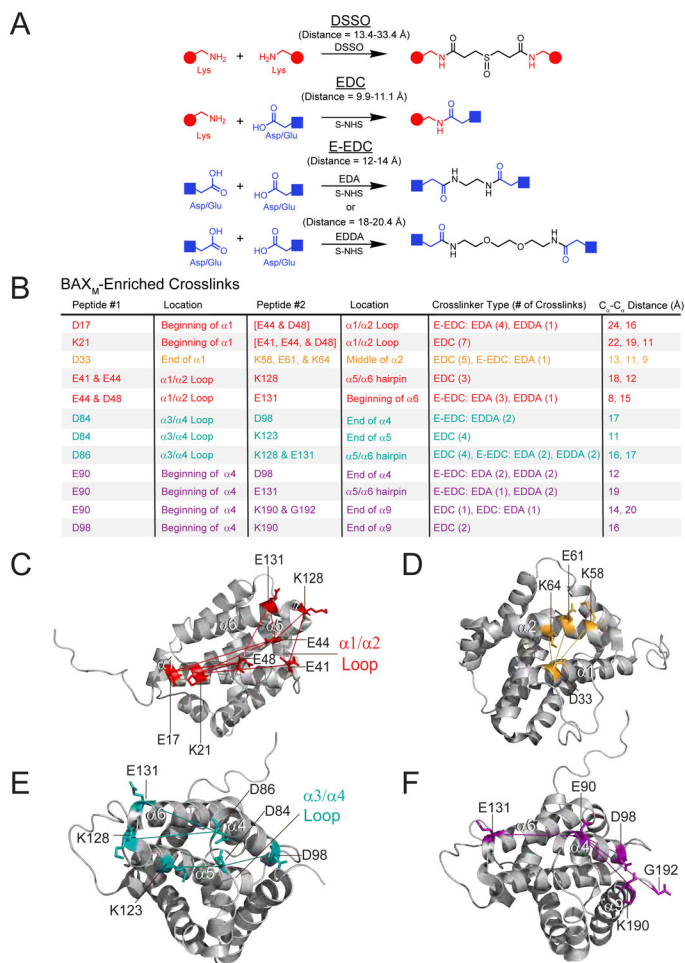 A
DSSO
(Distance = 13.4-33.4 Å)
NH2 + H2N DSSO
Lys Lys
O O
N H S N H
O
EDC
(Distance = 9.9-11.1 Å)
NH2 + HO O
S-NHS
Lys Asp/Glu
O
N H
E-EDC
(Distance = 12-14 Å)
OH O + HO O
EDA
S-NHS
Asp/Glu Asp/Glu
O H N N H O
or
(Distance = 18-20.4 Å)
OH O + HO O
EDDA
S-NHS
Asp/Glu Asp/Glu
O N H O O H N O
B
BAXM-Enriched Crosslinks
Peptide #1 Location Peptide #2 Location Crosslinker Type (# of Crosslinks) Cα-Cα Distance (Å)
D17 Beginning of α1 [E44 & D48] α1/α2 Loop E-EDC: EDA (4), EDDA (1) 24, 16
K21 Beginning of α1 [E41, E44, & D48] α1/α2 Loop EDC (7) 22, 19, 11
D33 End of α1 K58, E61, & K64 Middle of α2 EDC (5), E-EDC: EDA (1) 13, 11, 9
E41 & E44 α1/α2 Loop K128 α5/α6 hairpin EDC (3) 18, 12
E44 & D48 α1/α2 Loop E131 Beginning of α6 E-EDC: EDA (3), EDDA (1) 8, 15
D84 α3/α4 Loop D98 End of α4 E-EDC: EDDA (2) 17
D84 α3/α4 Loop K123 End of α5 EDC (4) 11
D86 α3/α4 Loop K128 & E131 α5/α6 hairpin EDC (4), E-EDC: EDA (2), EDDA (2) 16, 17
E90 Beginning of α4 D98 End of α4 E-EDC: EDA (2), EDDA (2) 12
E90 Beginning of α4 E131 α5/α6 hairpin E-EDC: EDA (1), EDDA (2) 19
E90 Beginning of α4 K190 & G192 End of α9 EDC (1), EDC: EDA (1) 14, 20
D98 Beginning of α4 K190 End of α9 EDC (2) 16
C
E131
K128
α6
α5
E44
α1/α2
Loop
E48
E41
α1
E17
K21
D
E61
K64
K58
α2
α1
D33
E
E131
D86
α3/α4
Loop
D84
α6
α4
K128
α5
D98
K123
F
E90
E131
α6
D98
α4
G192
α9
K190